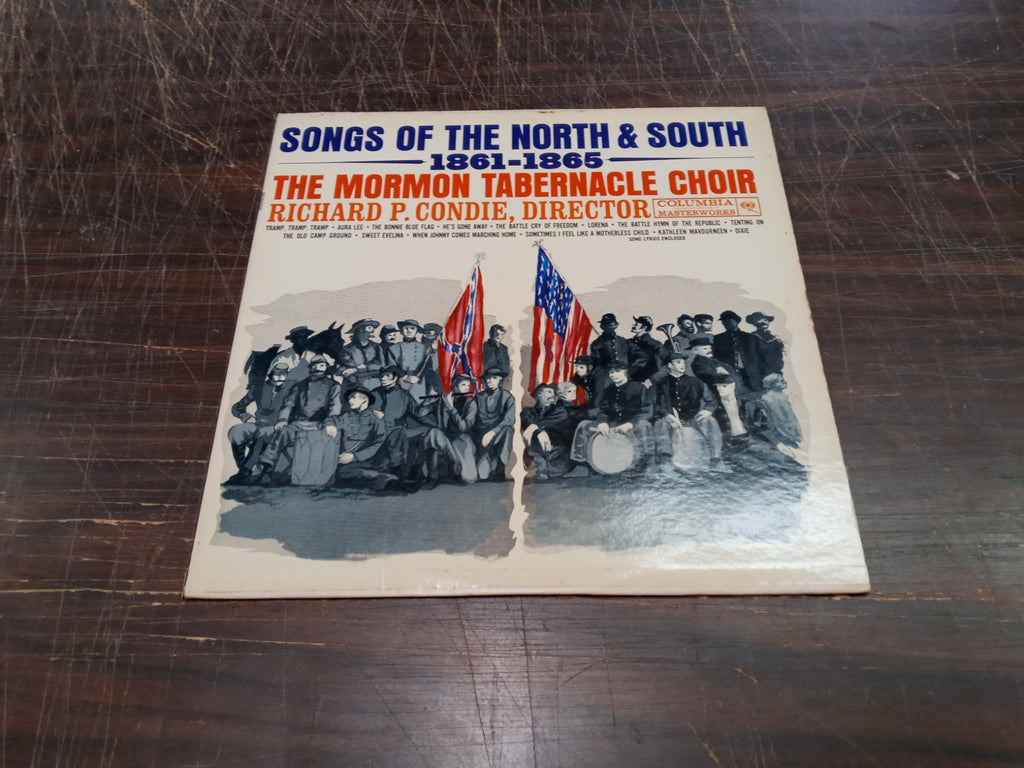 SONGS OF THE NORTH & SOUTH
1861-1865
THE MORMON TABERNACLE CHOIR
RICHARD P. CONDIE, DIRECTOR
COLUMBIA
MASTERWORKS
TRAMP, TRAMP, TRAMP • AURA LEE • THE BONNIE BLUE FLAG • HE'S GONE AWAY • THE BATTLE CRY OF FREEDOM • LORENA • THE BATTLE HYMN OF THE REPUBLIC • TENTING ON
THE OLD CAMP GROUND • SWEET EVELINA • WHEN JOHNNY COMES MARCHING HOME • SOMETIMES I FEEL LIKE A MOTHERLESS CHILD • KATHLEEN MAVOURNEEN • DIXIE
SONG LYRICS ENCLOSED